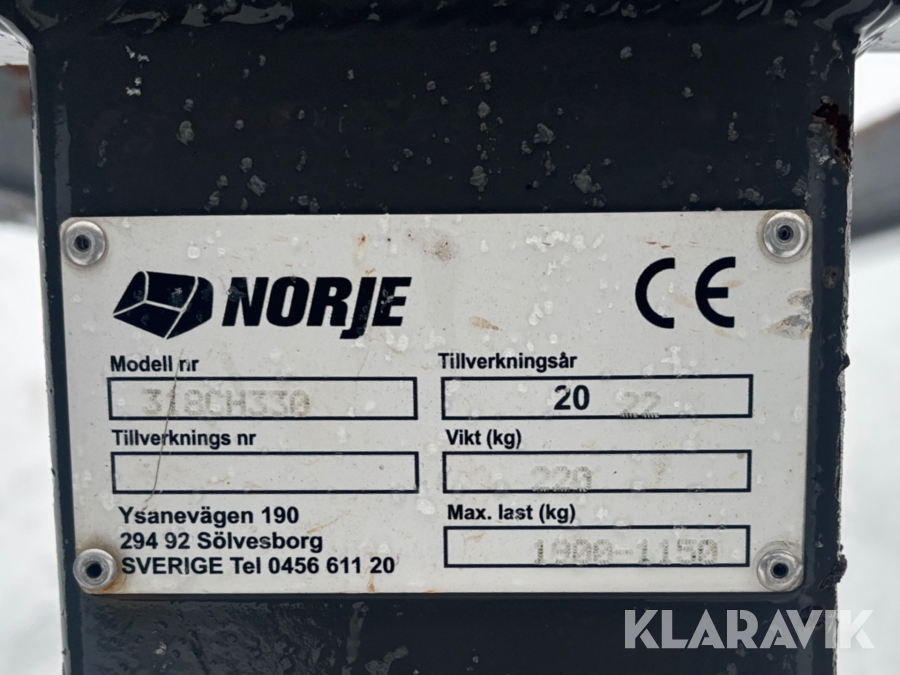 NORJE CE
Modell nr
318CH330
Tillverkningsår
20 22
Tillverknings nr
Vikt (kg)
220
Max. last (kg)
1900-1150
Ysanevägen 190
294 92 Sölvesborg
SVERIGE Tel 0456 611 20
KLARAVIK